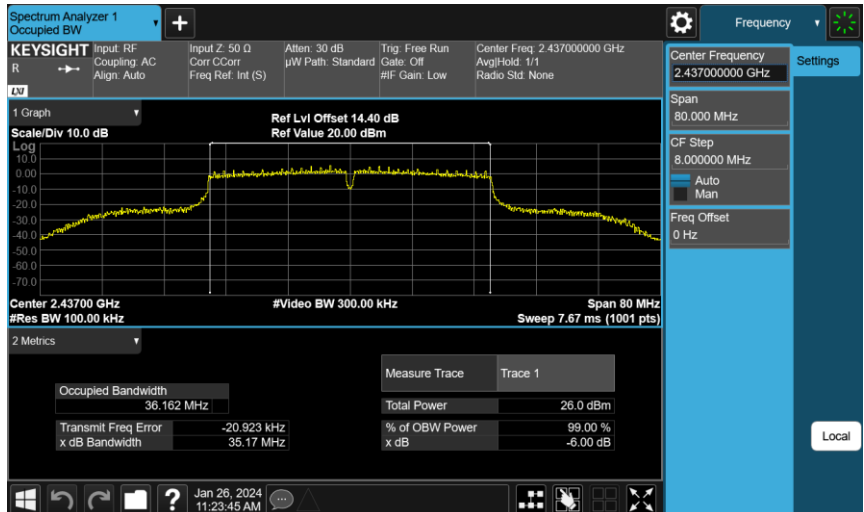 Spectrum Analyzer 1
Occupied BW
Frequency
KEYSIGHT
R
LXI
Input: RF
Coupling: AC
Align: Auto
Input Z: 50 Ω
Corr CCorr
Freq Ref: Int (S)
Atten: 30 dB
µW Path: Standard
Trig: Free Run
Gate: Off
#IF Gain: Low
Center Freq: 2.437000000 GHz
Avg|Hold: 1/1
Radio Std: None
Center Frequency
2.437000000 GHz
Settings
Span
80.000 MHz
CF Step
8.000000 MHz
Auto
Man
Freq Offset
0 Hz
1 Graph
Scale/Div 10.0 dB
Ref Lvl Offset 14.40 dB
Ref Value 20.00 dBm
Log
10.0
0.00
-10.0
-20.0
-30.0
-40.0
-50.0
-60.0
-70.0
Center 2.43700 GHz
#Res BW 100.00 kHz
#Video BW 300.00 kHz
Span 80 MHz
Sweep 7.67 ms (1001 pts)
2 Metrics
Measure Trace Trace 1
Occupied Bandwidth
36.162 MHz
Total Power 26.0 dBm
Transmit Freq Error -20.923 kHz
% of OBW Power 99.00 %
x dB Bandwidth 35.17 MHz
x dB -6.00 dB
Local
?
Jan 26, 2024
11:23:45 AM